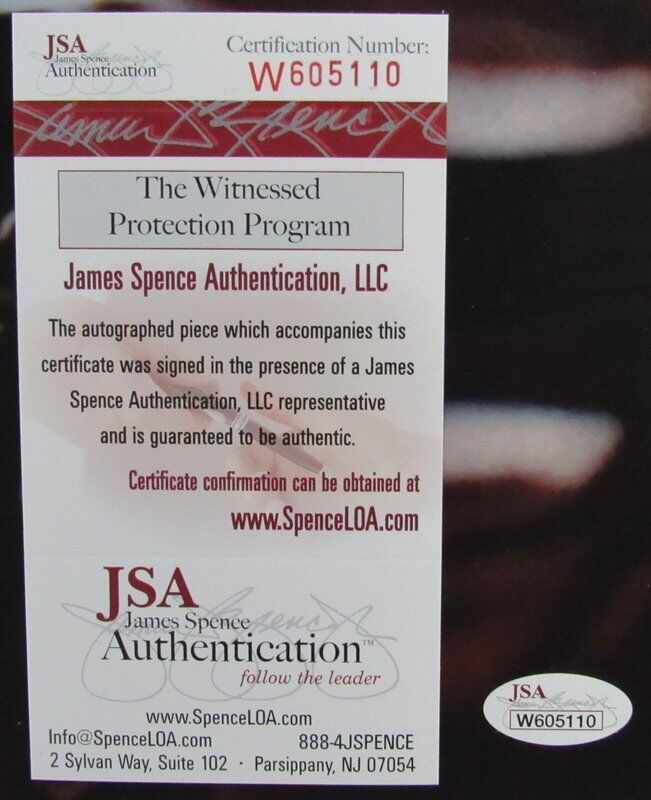 JSA
James Spence
Authentication
Certification Number:
W605110
The Witnessed
Protection Program
James Spence Authentication, LLC
The autographed piece which accompanies this
certificate was signed in the presence of a James
Spence Authentication, LLC representative
and is guaranteed to be authentic.
Certificate confirmation can be obtained at
www.SpenceLOA.com
JSA
James Spence
Authentication™
follow the leader
www.SpenceLOA.com
Info@SpenceLOA.com 888-4JSPENCE
2 Sylvan Way, Suite 102 · Parsippany, NJ 07054
JSA
W605110